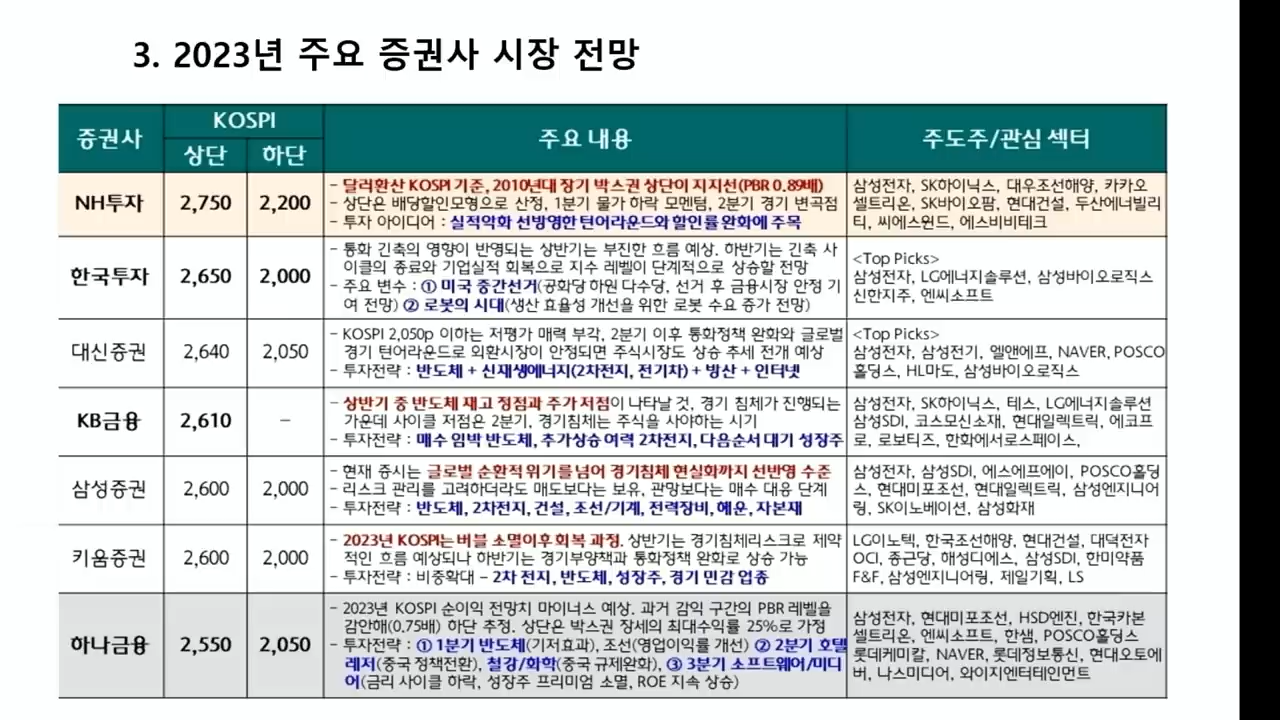 3. 2023년 주요 증권사 시장 전망
증권사
KOSPI
상단
하단
주요 내용
주도주/관심 섹터
NH투자
2,750
2,200
- 달러환산 KOSPI 기준, 2010년대 장기 박스권 상단이 지지선(PBR 0.89배)
- 상단은 배당할인모형으로 산정, 1분기 물가 하락 모멘텀, 2분기 경기 변곡점
- 투자 아이디어 : 실적악화 선방영한 턴어라운드와 할인률 완화에 주목
삼성전자, SK하이닉스, 대우조선해양, 카카오
셀트리온, SK바이오팜, 현대건설, 두산에너빌리
티, 씨에스윈드, 에스비비테크
한국투자
2,650
2,000
- 통화 긴축의 영향이 반영되는 상반기는 부진한 흐름 예상. 하반기는 긴축 사
이클의 종료와 기업실적 회복으로 지수 레벨이 단계적으로 상승할 전망
- 주요 변수 : ① 미국 중간선거(공화당 하원 다수당, 선거 후 금융시장 안정 기
여 전망) ② 로봇의 시대(생산 효율성 개선을 위한 로봇 수요 증가 전망)
<Top Picks>
삼성전자, LG에너지솔루션, 삼성바이오로직스
신한지주, 엔씨소프트
대신증권
2,640
2,050
- KOSPI 2,050p 이하는 저평가 매력 부각, 2분기 이후 통화정책 완화와 글로벌
경기 턴어라운드로 외환시장이 안정되면 주식시장도 상승 추세 전개 예상
- 투자전략 : 반도체 + 신재생에너지(2차전지, 전기차) + 방산 + 인터넷
<Top Picks>
삼성전자, 삼성전기, 엘앤에프, NAVER, POSCO
홀딩스, HL마도, 삼성바이오로직스
KB금융
2,610
-
- 상반기 중 반도체 재고 정점과 주가 저점이 나타날 것, 경기 침체가 진행되는
가운데 사이클 저점은 2분기, 경기침체는 주식을 사야하는 시기
- 투자전략 : 매수 임박 반도체, 추가상승 여력 2차전지, 다음순서 대기 성장주
삼성전자, SK하이닉스, 테스, LG에너지솔루션
삼성SDI, 코스모신소재, 현대일렉트릭, 에코프
로, 로보티즈, 한화에서로스페이스,
삼성증권
2,600
2,000
- 현재 증시는 글로벌 순환적 위기를 넘어 경기침체 현실화까지 선반영 수준
- 리스크 관리를 고려하더라도 매도보다는 보유, 관망보다는 매수 대응 단계
- 투자전략 : 반도체, 2차전지, 건설, 조선/기계, 전력장비, 해운, 자본재
삼성전자, 삼성SDI, 에스에프에이, POSCO홀딩
스, 현대미포조선, 현대일렉트릭, 삼성엔지니어
링, SK이노베이션, 삼성화재
키움증권
2,600
2,000
- 2023년 KOSPI는 버블 소멸이후 회복 과정. 상반기는 경기침체리스크로 제약
적인 흐름 예상되나 하반기는 경기부양책과 통화정책 완화로 상승 가능
- 투자전략 : 비중확대 - 2차 전지, 반도체, 성장주, 경기 민감 업종
LG이노텍, 한국조선해양, 현대건설, 대덕전자
OCI, 종근당, 해성디에스, 삼성SDI, 한미약품
F&F, 삼성엔지니어링, 제일기획, LS
하나금융
2,550
2,050
- 2023년 KOSPI 순이익 전망치 마이너스 예상. 과거 감익 구간의 PBR 레벨을
감안해(0.75배) 하단 추정. 상단은 박스권 장세의 최대수익률 25%로 가정
- 투자전략 : ① 1분기 반도체(기저효과), 조선(영업이익률 개선) ② 2분기 호텔
레저(중국 정책전환), 철강/화학(중국 규제완화), ③ 3분기 소프트웨어/미디
어(금리 사이클 하락, 성장주 프리미엄 소멸, ROE 지속 상승)
삼성전자, 현대미포조선, HSD엔진, 한국카본
셀트리온, 엔씨소프트, 한샘, POSCO홀딩스
롯데케미칼, NAVER, 롯데정보통신, 현대오토에
버, 나스미디어, 와이지엔터테인먼트